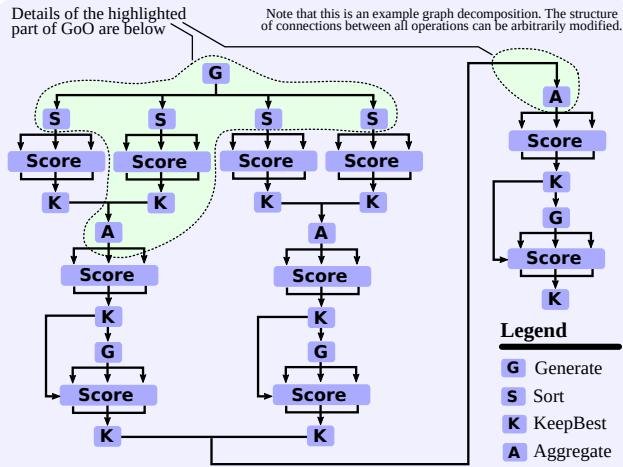 Details of the highlighted
part of GoO are below
Note that this is an example graph decomposition. The structure
of connections between all operations can be arbitrarily modified.
G
S S S S
Score Score Score Score
K K K K
A A
Score Score
K K
G G
Score Score
K K
A
Score
K
G
Score
K
Legend
G Generate
S Sort
K KeepBest
A Aggregate